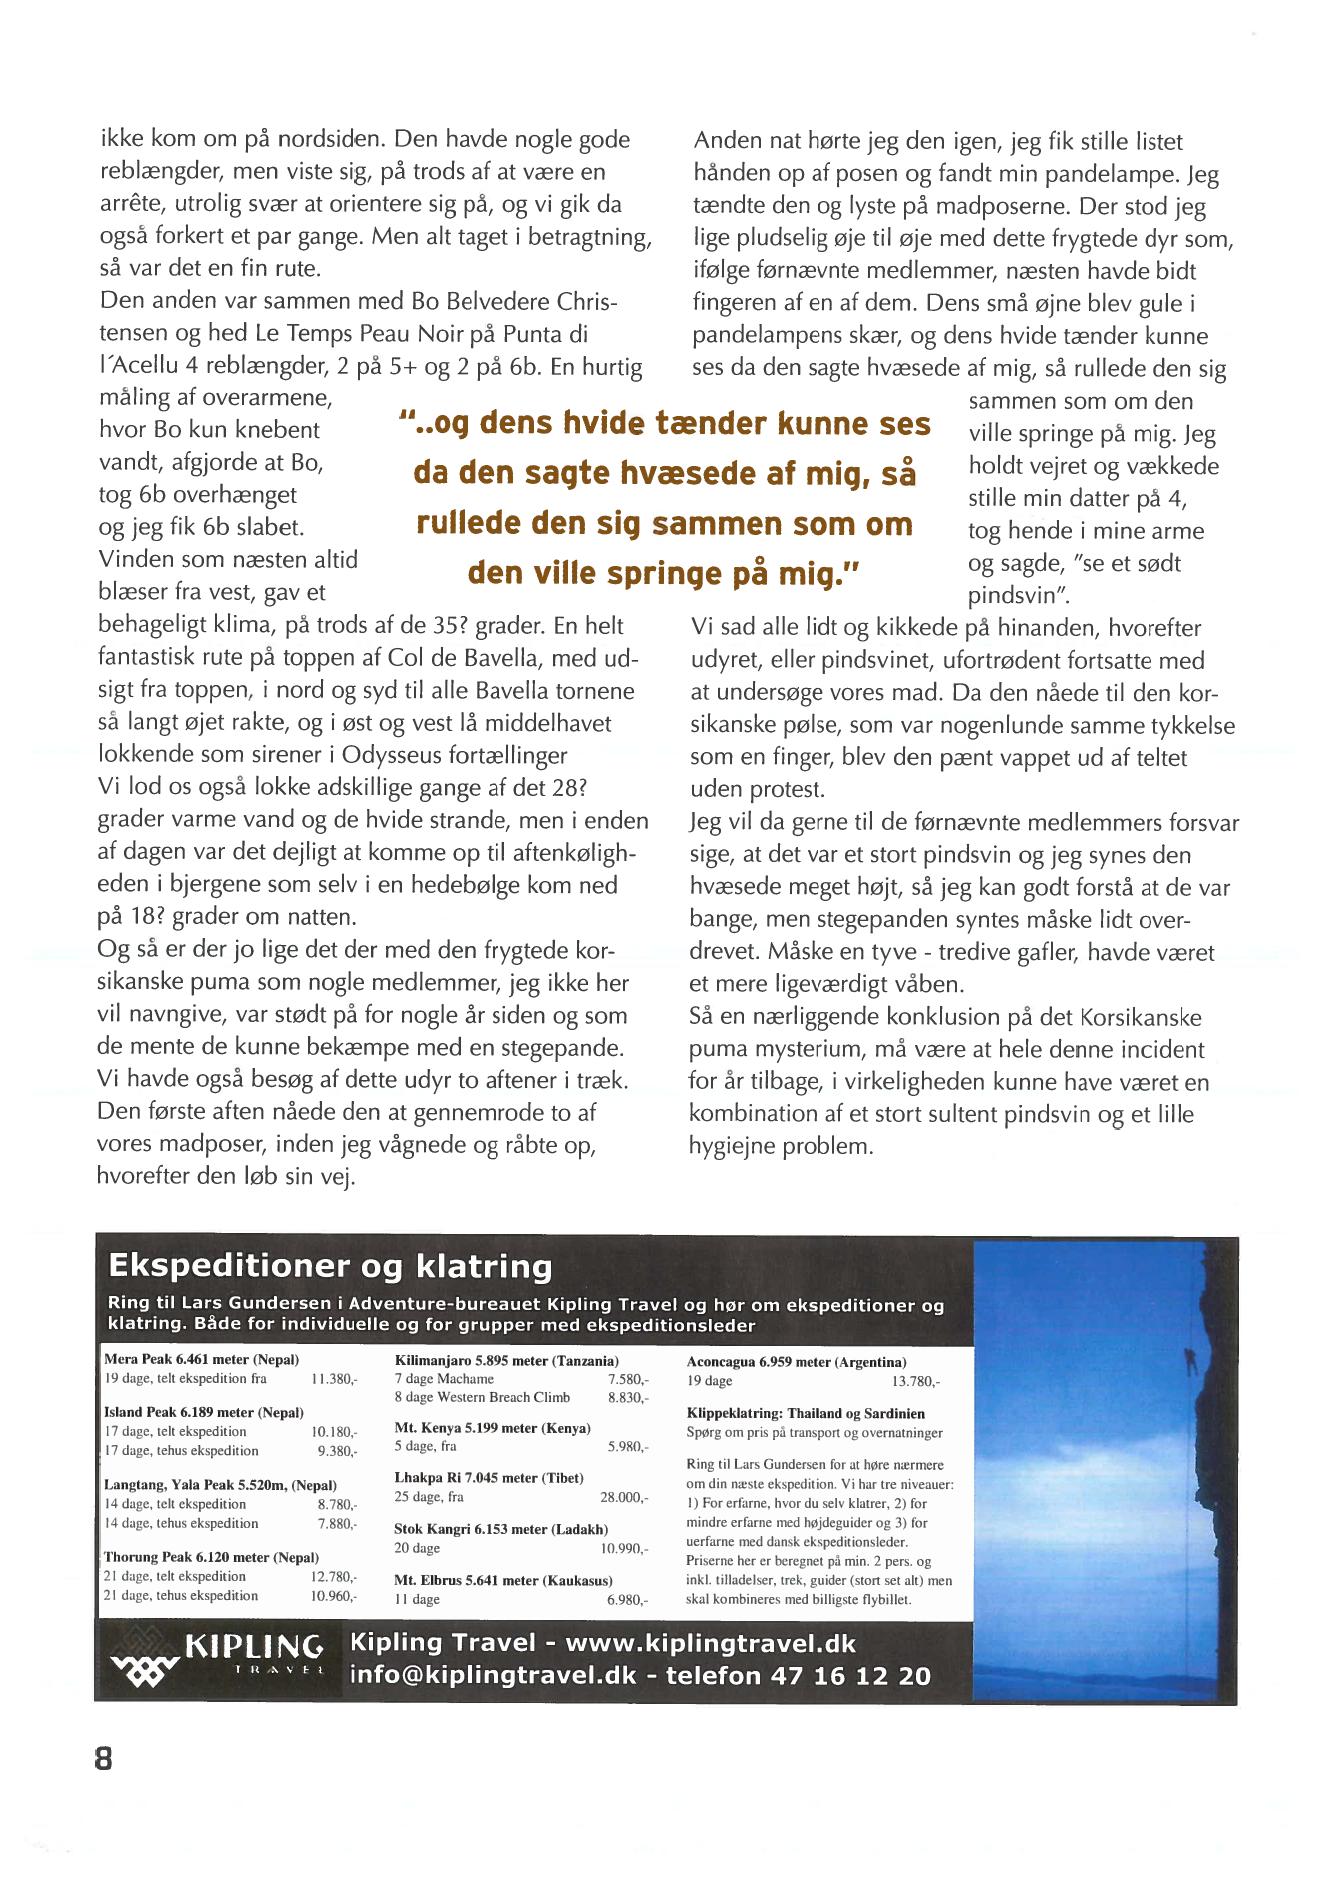 ikke kom om på nordsiden. Den havde nogle gode
reblængder, men viste sig, på trods af at være en
arrête, utrolig svær at orientere sig på, og vi gik da
også forkert et par gange. Men alt taget i betragtning,
så var det en fin rute.
Den anden var sammen med Bo Belvedere Chris-
tensen og hed Le Temps Peau Noir på Punta di
l´Acellu 4 reblængder, 2 på 5+ og 2 på 6b. En hurtig
måling af overarmene,
hvor Bo kun knebent
vandt, afgjorde at Bo,
tog 6b overhænget
og jeg fik 6b slabet.
Vinden som næsten altid
blæser fra vest, gav et
behageligt klima, på trods af de 35? grader. En helt
fantastisk rute på toppen af Col de Bavella, med ud-
sigt fra toppen, i nord og syd til alle Bavella tornene
så langt øjet rakte, og i øst og vest lå middelhavet
lokkende som sirener i Odysseus fortællinger
Vi lod os også lokke adskillige gange af det 28?
grader varme vand og de hvide strande, men i enden
af dagen var det dejligt at komme op til aftenkøligh-
eden i bjergene som selv i en hedebølge kom ned
på 18? grader om natten.
Og så er der jo lige det der med den frygtede kor-
sikanske puma som nogle medlemmer, jeg ikke her
vil navngive, var stødt på for nogle år siden og som
de mente de kunne bekæmpe med en stegepande.
Vi havde også besøg af dette udyr to aftener i træk.
Den første aften nåede den at gennemrode to af
vores madposer, inden jeg vågnede og råbte op,
hvorefter den løb sin vej.
"..og dens hvide tænder kunne ses
da den sagte hvæsede af mig, så
rullede den sig sammen som om
den ville springe på mig."
Anden nat hørte jeg den igen, jeg fik stille listet
hånden op af posen og fandt min pandelampe. Jeg
tændte den og lyste på madposerne. Der stod jeg
lige pludselig øje til øje med dette frygtede dyr som,
ifølge førnævnte medlemmer, næsten havde bidt
fingeren af en af dem. Dens små øjne blev gule i
pandelampens skær, og dens hvide tænder kunne
ses da den sagte hvæsede af mig, så rullede den sig
sammen som om den
ville springe på mig. Jeg
holdt vejret og vækkede
stille min datter på 4,
tog hende i mine arme
og sagde, "se et sødt
pindsvin".
Vi sad alle lidt og kikkede på hinanden, hvorefter
udyret, eller pindsvinet, ufortrødent fortsatte med
at undersøge vores mad. Da den nåede til den kor-
sikanske pølse, som var nogenlunde samme tykkelse
som en finger, blev den pænt vappet ud af teltet
uden protest.
Jeg vil da gerne til de førnævnte medlemmers forsvar
sige, at det var et stort pindsvin og jeg synes den
hvæsede meget højt, så jeg kan godt forstå at de var
bange, men stegepanden syntes måske lidt over-
drevet. Måske en tyve - tredive gafler, havde været
et mere ligeværdigt våben.
Så en nærliggende konklusion på det Korsikanske
puma mysterium, må være at hele denne incident
for år tilbage, i virkeligheden kunne have været en
kombination af et stort sultent pindsvin og et lille
hygiejne problem.
Ekspeditioner og klatring
Ring til Lars Gundersen i Adventure-bureauet Kipling Travel og hør om ekspeditioner og
klatring. Både for individuelle og for grupper med ekspeditionsleder
Mera Peak 6.461 meter (Nepal)
19 dage, telt ekspedition fra 11.380,-
Island Peak 6.189 meter (Nepal)
17 dage, telt ekspedition 10.180,-
17 dage, tehus ekspedition 9.380,-
Langtang, Yala Peak 5.520m, (Nepal)
14 dage, telt ekspedition 8.780,-
14 dage, tehus ekspedition 7.880,-
Thorung Peak 6.120 meter (Nepal)
21 dage, telt ekspedition 12.780,-
21 dage, tehus ekspedition 10.960,-
Kilimanjaro 5.895 meter (Tanzania)
7 dage Machame 7.580,-
8 dage Western Breach Climb 8.830,-
Mt. Kenya 5.199 meter (Kenya)
5 dage, fra 5.980,-
Lhakpa Ri 7.045 meter (Tibet)
25 dage, fra 28.000,-
Stok Kangri 6.153 meter (Ladakh)
20 dage 10.990,-
Mt. Elbrus 5.641 meter (Kaukasus)
11 dage 6.980,-
Aconcagua 6.959 meter (Argentina)
19 dage 13.780,-
Klippeklatring: Thailand og Sardinien
Spørg om pris på transport og overnatninger
Ring til Lars Gundersen for at høre nærmere
om din næste ekspedition. Vi har tre niveauer:
1) For erfarne, hvor du selv klatrer, 2) for
mindre erfarne med højdeguider og 3) for
uerfarne med dansk ekspeditionsleder.
Priserne her er beregnet på min. 2 pers. og
inkl. tilladelser, trek, guider (stort set alt) men
skal kombineres med billigste flybillet.
KIPLING
TRAVEL
Kipling Travel - www.kiplingtravel.dk
info@kiplingtravel.dk - telefon 47 16 12 20
8